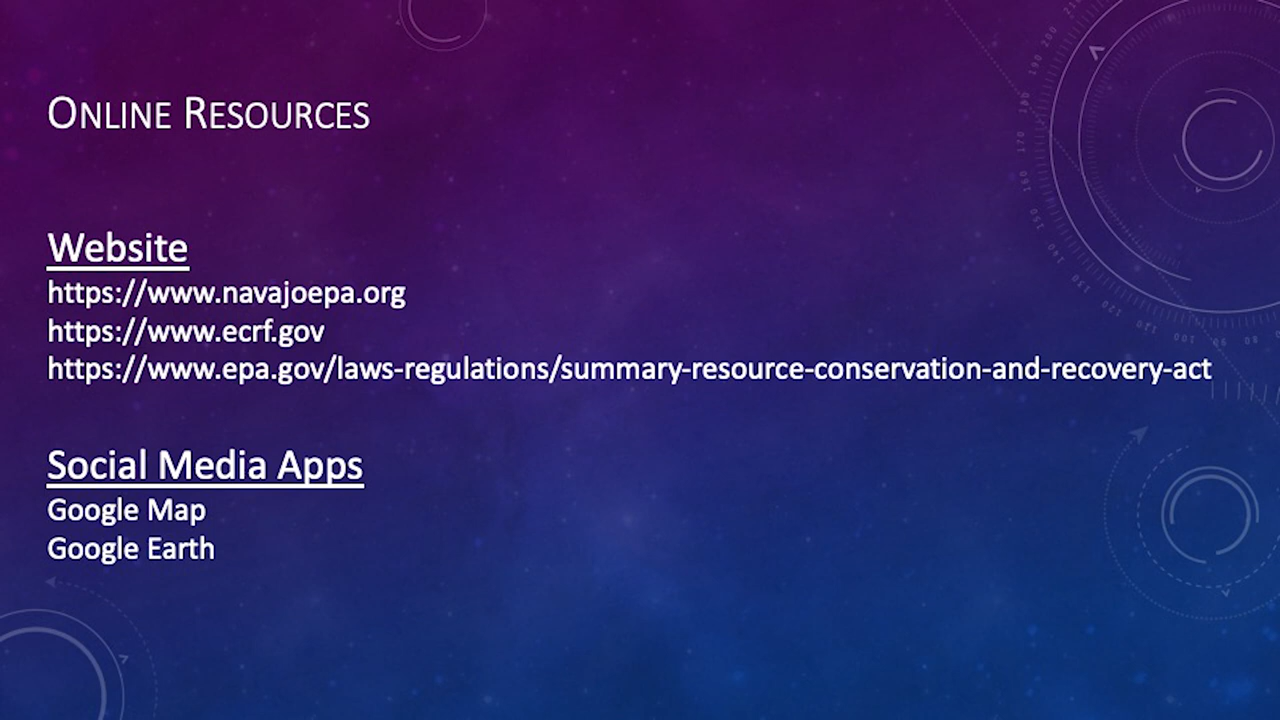 ONLINE RESOURCES
Website
https://www.navajoepa.org
https://www.ecrf.gov
https://www.epa.gov/laws-regulations/summary-resource-conservation-and-recovery-act
Social Media Apps
Google Map
Google Earth